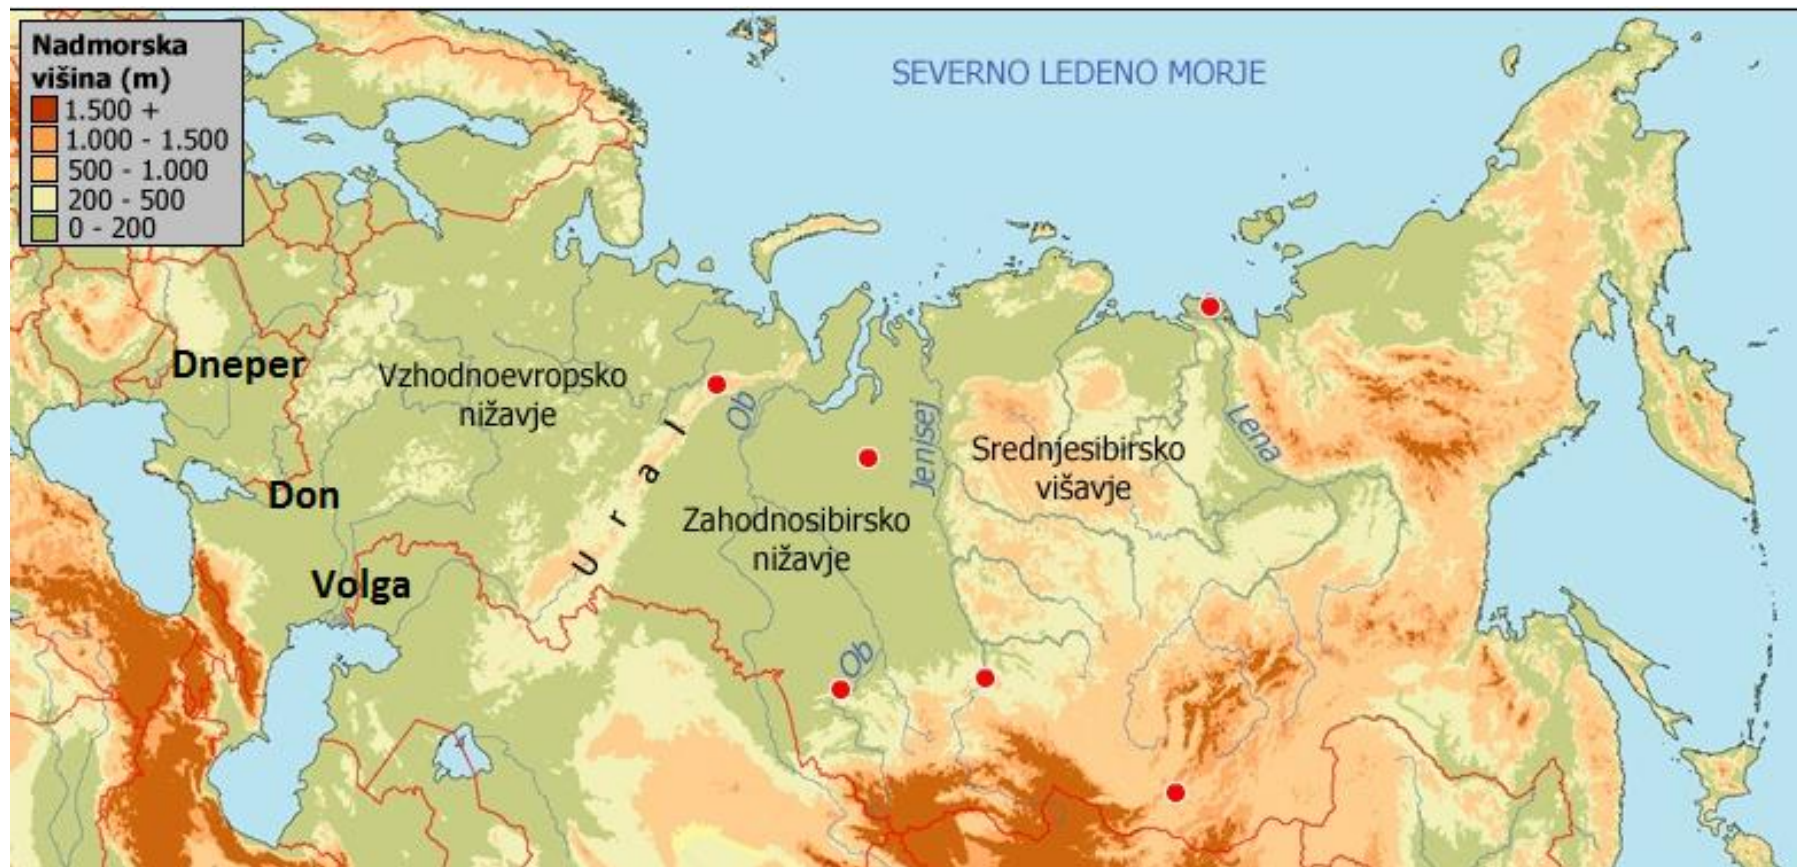 Nadmorska
višina (m)
1.500 +
1.000 - 1.500
500 - 1.000
200 - 500
0 - 200
SEVERNO LEDENO MORJE
Dneper
Vzhodnoevropsko
nižavje
Ob
Jenisej
Lena
Srednjesibirsko
višavje
Ural
Don
Zahodnosibirsko
nižavje
Volga
Ob